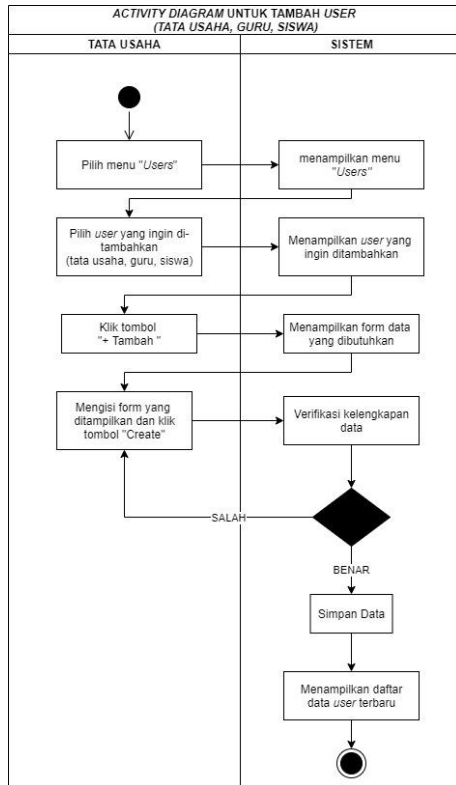 ACTIVITY DIAGRAM UNTUK TAMBAH USER
(TATA USAHA, GURU, SISWA)
TATA USAHA
SISTEM
Pilih menu "Users"
menampilkan menu
"Users"
Pilih user yang ingin di-
tambahkan
(tata usaha, guru, siswa)
Menampilkan user yang
ingin ditambahkan
Klik tombol
"+ Tambah "
Menampilkan form data
yang dibutuhkan
Mengisi form yang
ditampilkan dan klik
tombol "Create"
Verifikasi kelengkapan
data
SALAH
BENAR
Simpan Data
Menampilkan daftar
data user terbaru